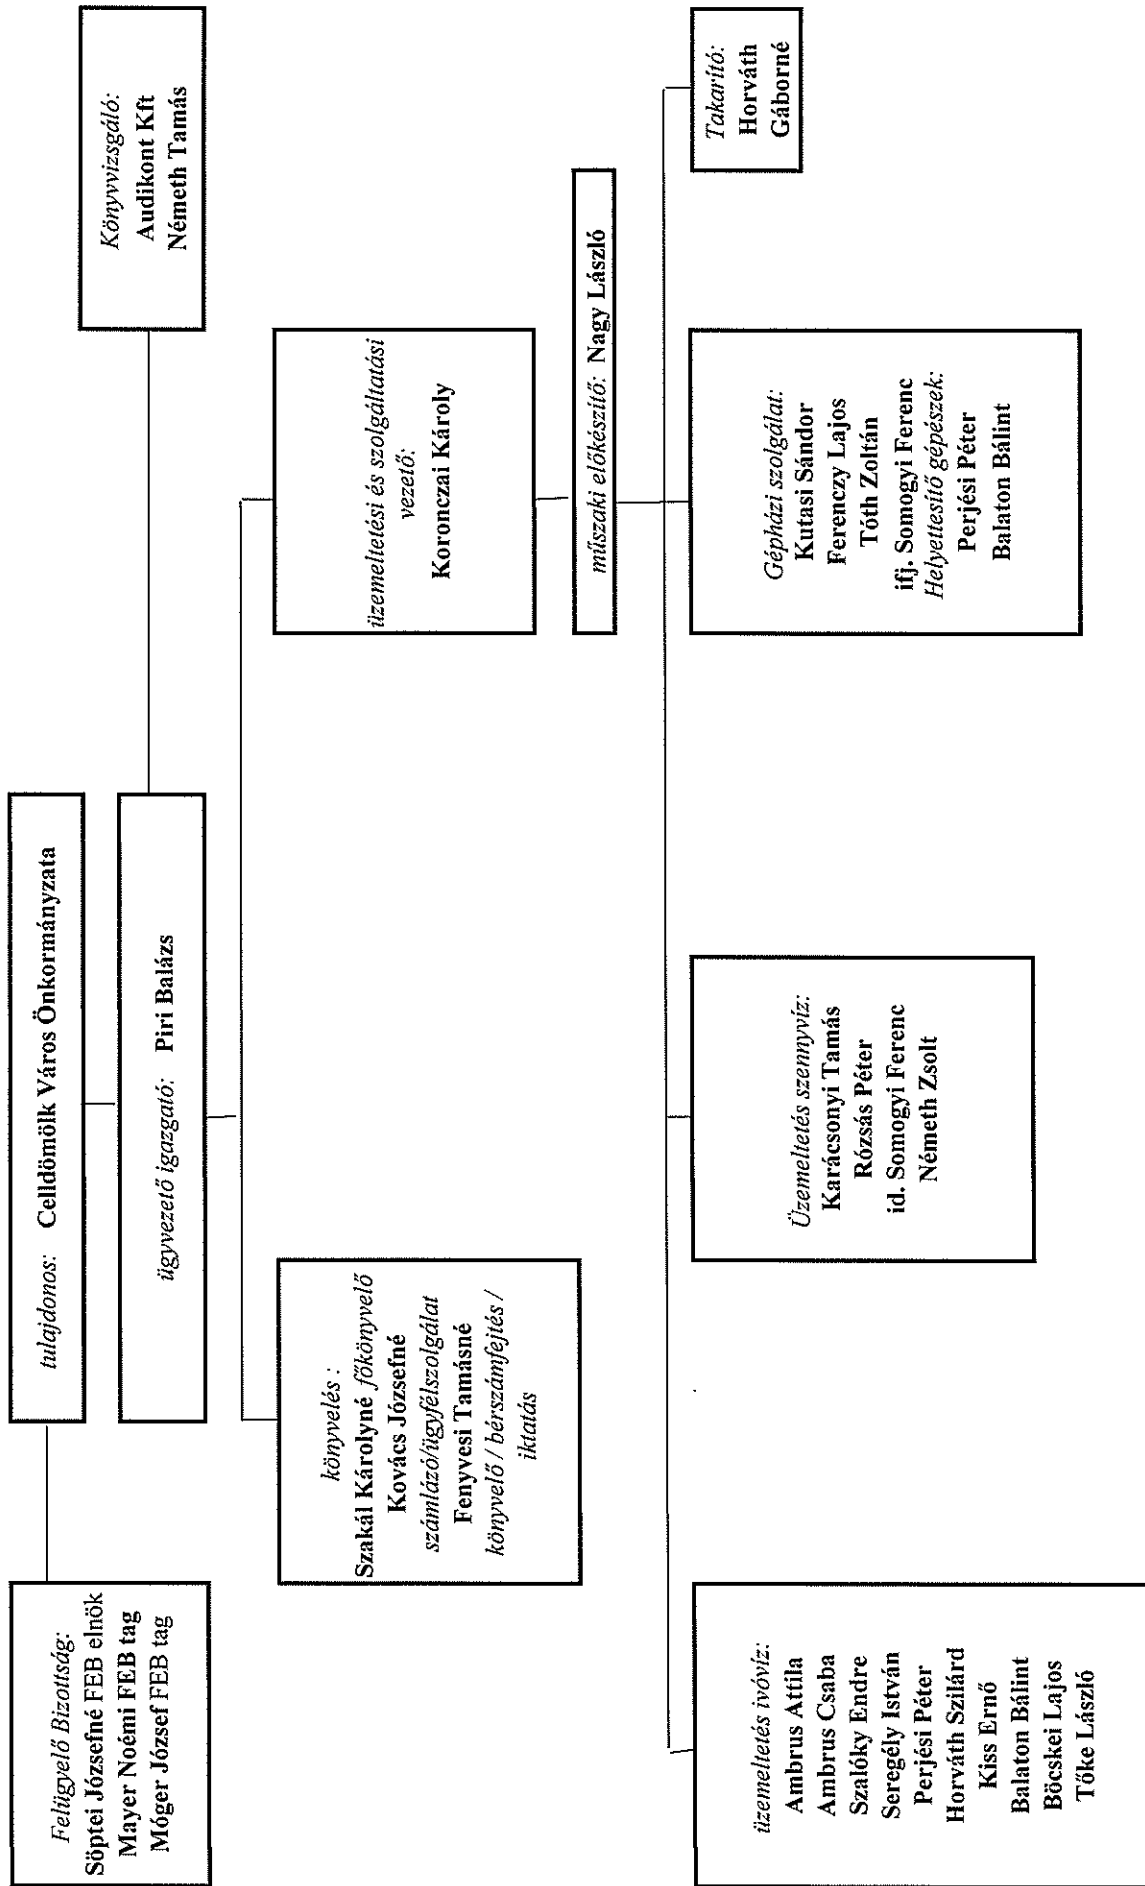 tulajdonos: Celldömölk Város Önkormányzata
Felügyelő Bizottság:
Söptei Józsefné FEB elnök
Mayer Noémi FEB tag
Móger József FEB tag
ügyvezető igazgató: Piri Balázs
Könyvvizsgáló:
Audikont Kft
Németh Tamás
könyvelés :
Szakál Károlyné főkönyvelő
Kovács Józsefné
számlázó/ügyfélszolgálat
Fenyvesi Tamásné
könyvelő / bérszámfejtés /
iktatás
üzemeltetési és szolgáltatási
vezető:
Koronczai Károly
műszaki előkészítő: Nagy László
üzemeltetés ivóvíz:
Ambrus Attila
Ambrus Csaba
Szalóky Endre
Seregély István
Perjési Péter
Horváth Szilárd
Kiss Ernő
Balaton Bálint
Böcskei Lajos
Tőke László
Üzemeltetés szennyvíz:
Karácsonyi Tamás
Rózsás Péter
id. Somogyi Ferenc
Németh Zsolt
Gépházi szolgálat:
Kutasi Sándor
Ferenczy Lajos
Tóth Zoltán
ifj. Somogyi Ferenc
Helyettesítő gépészek:
Perjési Péter
Balaton Bálint
Takarító:
Horváth
Gáborné